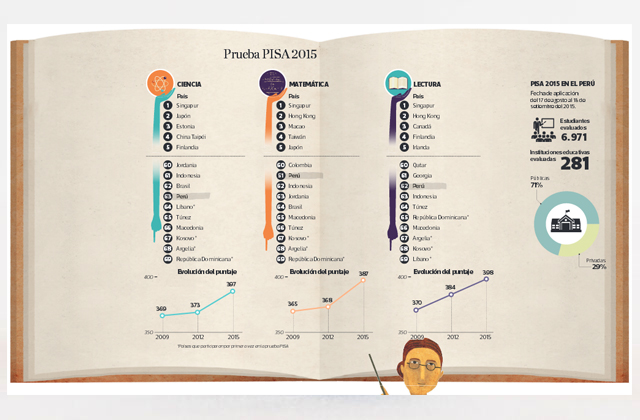 Prueba PISA 2015
CIENCIA
País
1 Singapur
2 Japón
3 Estonia
4 China Taipéi
5 Finlandia
60 Jordania
61 Indonesia
62 Brasil
63 Perú
64 Líbano*
65 Túnez
66 Macedonia
67 Kosovo*
68 Argelia*
69 República Dominicana*
Evolución del puntaje
400
350
369
373
397
2009
2012
2015
MATEMÁTICA
País
1 Singapur
2 Hong Kong
3 Macao
4 Taiwán
5 Japón
60 Colombia
61 Perú
62 Indonesia
63 Jordania
64 Brasil
65 Macedonia
66 Túnez
67 Kosovo*
68 Argelia*
69 República Dominicana*
Evolución del puntaje
400
350
365
368
387
2009
2012
2015
LECTURA
País
1 Singapur
2 Hong Kong
3 Canadá
4 Finlandia
5 Irlanda
60 Qatar
61 Georgia
62 Perú
63 Indonesia
64 Túnez
65 República Dominicana*
66 Macedonia
67 Argelia*
68 Kosovo*
69 Líbano*
Evolución del puntaje
400
350
370
384
398
2009
2012
2015
*Países que participaron por primera vez en la prueba PISA
PISA 2015 EN EL PERÚ
Fecha de aplicación
del 17 de agosto al 16 de
setiembre del 2015.
Estudiantes
evaluados
6.971
Instituciones educativas
evaluadas 281
Públicas
71%
Privadas
29%